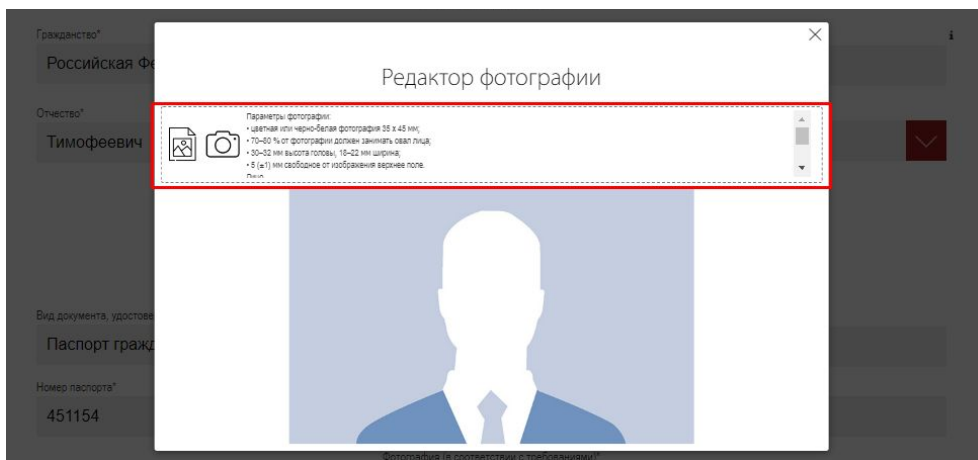 Гражданство*
i
Российская Фе
Редактор фотографии
Отчество*
Тимофеевич
Параметры фотографии:
• цветная или черно-белая фотография 35 x 45 мм;
• 70–80 % от фотографии должен занимать овал лица;
• 30–32 мм высота головы, 18–22 мм ширина;
• 5 (±1) мм свободное от изображения верхнее поле.
Лицо
Вид документа, удостове
Паспорт гражд
Номер паспорта*
451154
Фотография (в соответствии с требованиями)*